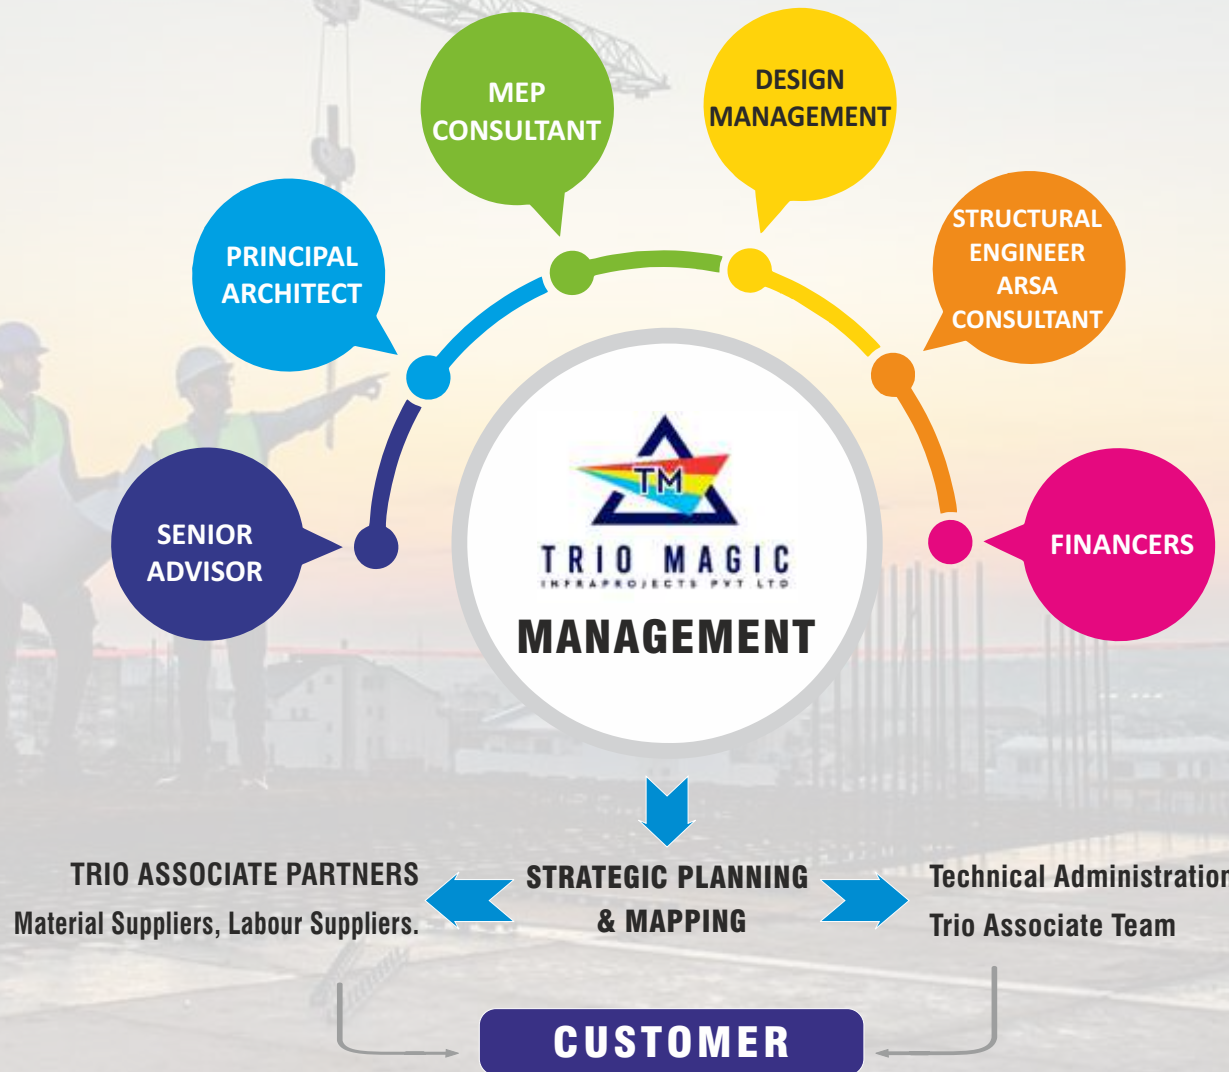 MEP
CONSULTANT
DESIGN
MANAGEMENT
PRINCIPAL
ARCHITECT
STRUCTURAL
ENGINEER
ARSA
CONSULTANT
SENIOR
ADVISOR
FINANCERS
TM
TRIO MAGIC
INFRAPROJECTS PVT LTD
MANAGEMENT
TRIO ASSOCIATE PARTNERS
Material Suppliers, Labour Suppliers.
STRATEGIC PLANNING
& MAPPING
Technical Administration
Trio Associate Team
CUSTOMER